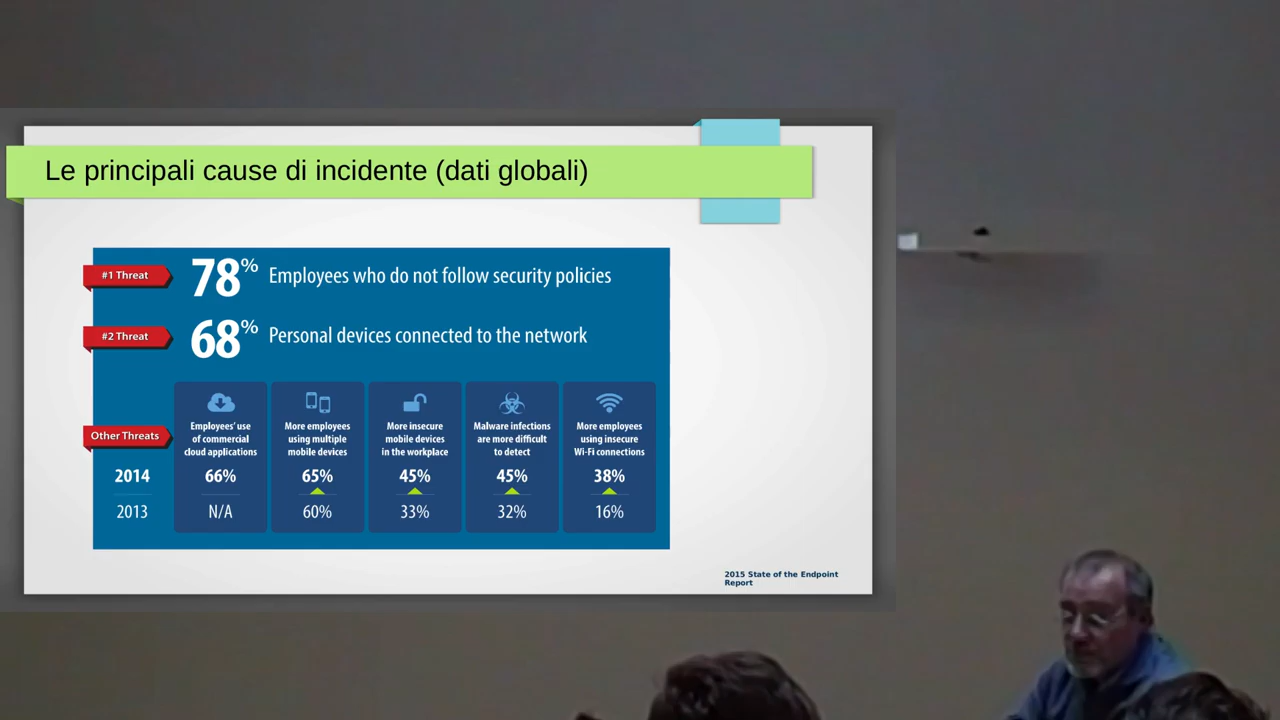 Le principali cause di incidente (dati globali)
#1 Threat
78% Employees who do not follow security policies
#2 Threat
68% Personal devices connected to the network
Other Threats
Employees' use
of commercial
cloud applications
More employees
using multiple
mobile devices
More insecure
mobile devices
in the workplace
Malware infections
are more difficult
to detect
More employees
using insecure
Wi-Fi connections
2014 66% 65% 45% 45% 38%
2013 N/A 60% 33% 32% 16%
2015 State of the Endpoint
Report